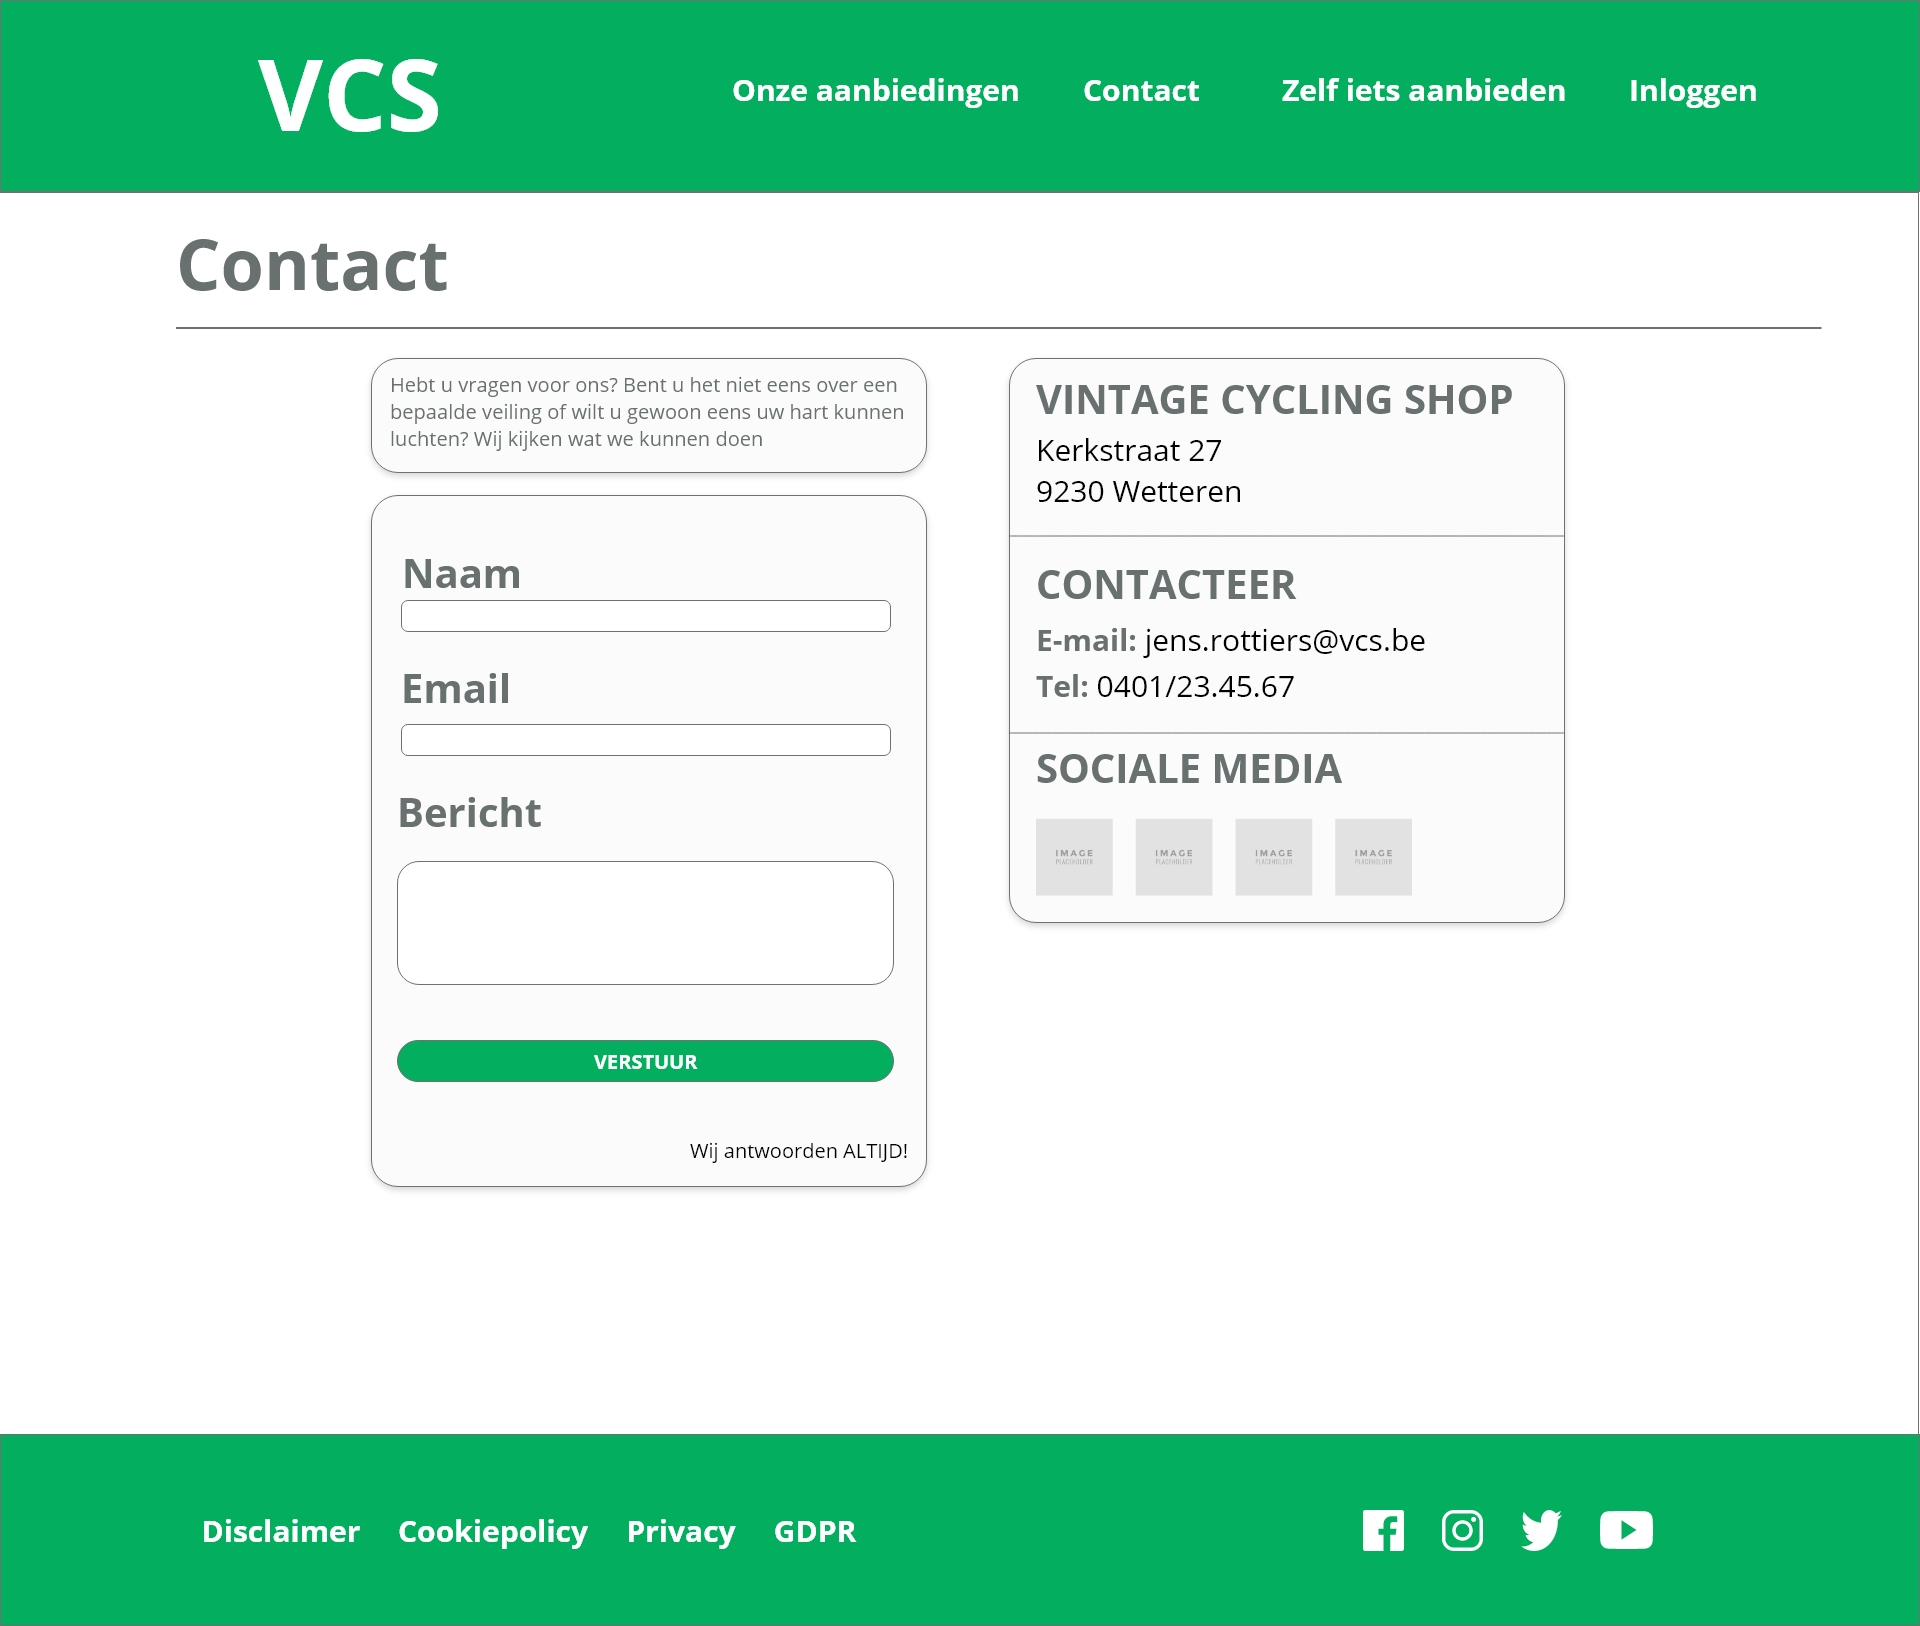 VCS
Onze aanbiedingen
Contact
Zelf iets aanbieden
Inloggen
Contact
Hebt u vragen voor ons? Bent u het niet eens over een
bepaalde veiling of wilt u gewoon eens uw hart kunnen
luchten? Wij kijken wat we kunnen doen
Naam
Email
Bericht
VERSTUUR
Wij antwoorden ALTIJD!
VINTAGE CYCLING SHOP
Kerkstraat 27
9230 Wetteren
CONTACTEER
E-mail: jens.rottiers@vcs.be
Tel: 0401/23.45.67
SOCIALE MEDIA
IMAGE
PLACEHOLDER
IMAGE
PLACEHOLDER
IMAGE
PLACEHOLDER
IMAGE
PLACEHOLDER
Disclaimer
Cookiepolicy
Privacy
GDPR